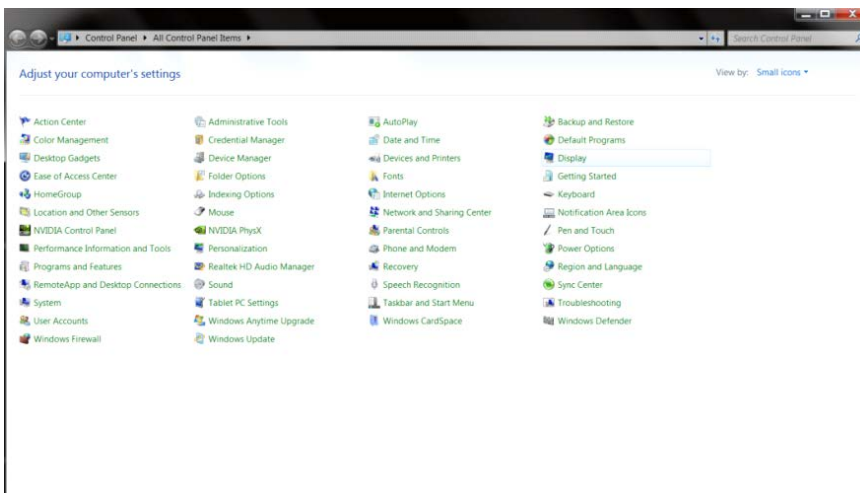 Control Panel All Control Panel Items Search Control Panel
Adjust your computer's settings View by: Small icons
Action Center Administrative Tools AutoPlay Backup and Restore
Color Management Credential Manager Date and Time Default Programs
Desktop Gadgets Device Manager Devices and Printers Display
Ease of Access Center Folder Options Fonts Getting Started
HomeGroup Indexing Options Internet Options Keyboard
Location and Other Sensors Mouse Network and Sharing Center Notification Area Icons
NVIDIA Control Panel NVIDIA PhysX Parental Controls Pen and Touch
Performance Information and Tools Personalization Phone and Modem Power Options
Programs and Features Realtek HD Audio Manager Recovery Region and Language
RemoteApp and Desktop Connections Sound Speech Recognition Sync Center
System Tablet PC Settings Taskbar and Start Menu Troubleshooting
User Accounts Windows Anytime Upgrade Windows CardSpace Windows Defender
Windows Firewall Windows Update